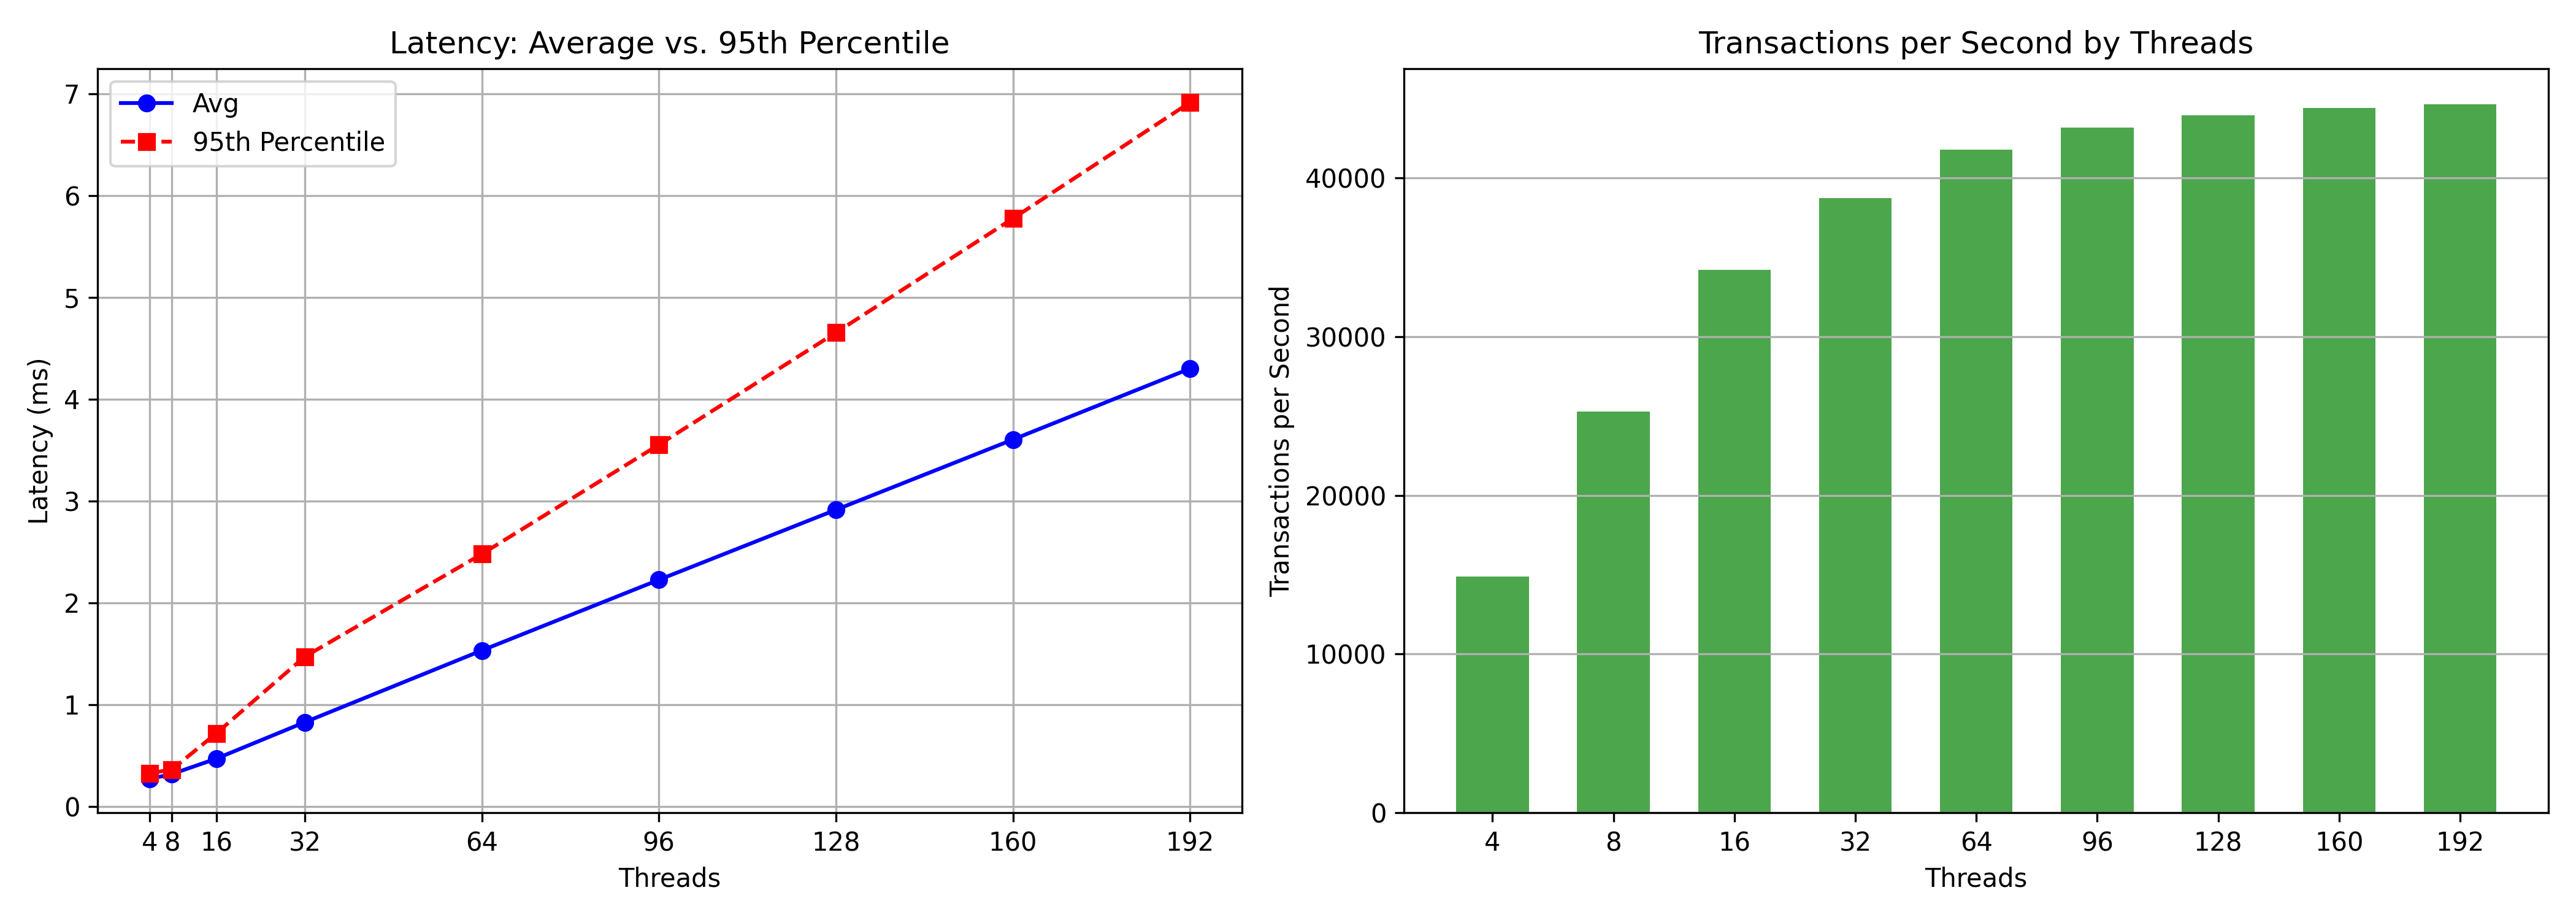 Latency: Average vs. 95th Percentile
Avg
95th Percentile
Latency (ms)
7
6
5
4
3
2
1
0
4 8 16 32 64 96 128 160 192
Threads
Transactions per Second by Threads
Transactions per Second
40000
30000
20000
10000
0
4 8 16 32 64 96 128 160 192
Threads